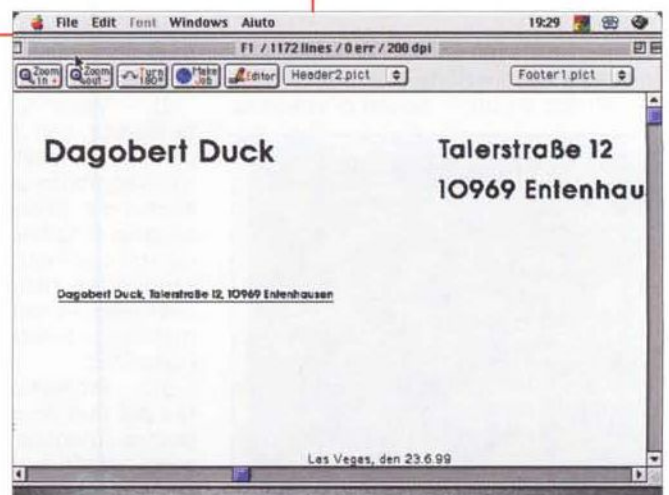 File Edit Font Windows Aiuto 19:29
F1 / 1172 lines / 0 err / 200 dpi
Zoom in + Zoom out - Turn 180° Make Job Editor Header2.pict Footer1.pict
Dagobert Duck Talerstraße 12
10969 Entenhau
Dagobert Duck, Talerstraße 12, 10969 Entenhausen
Las Vegas, den 23.6.99